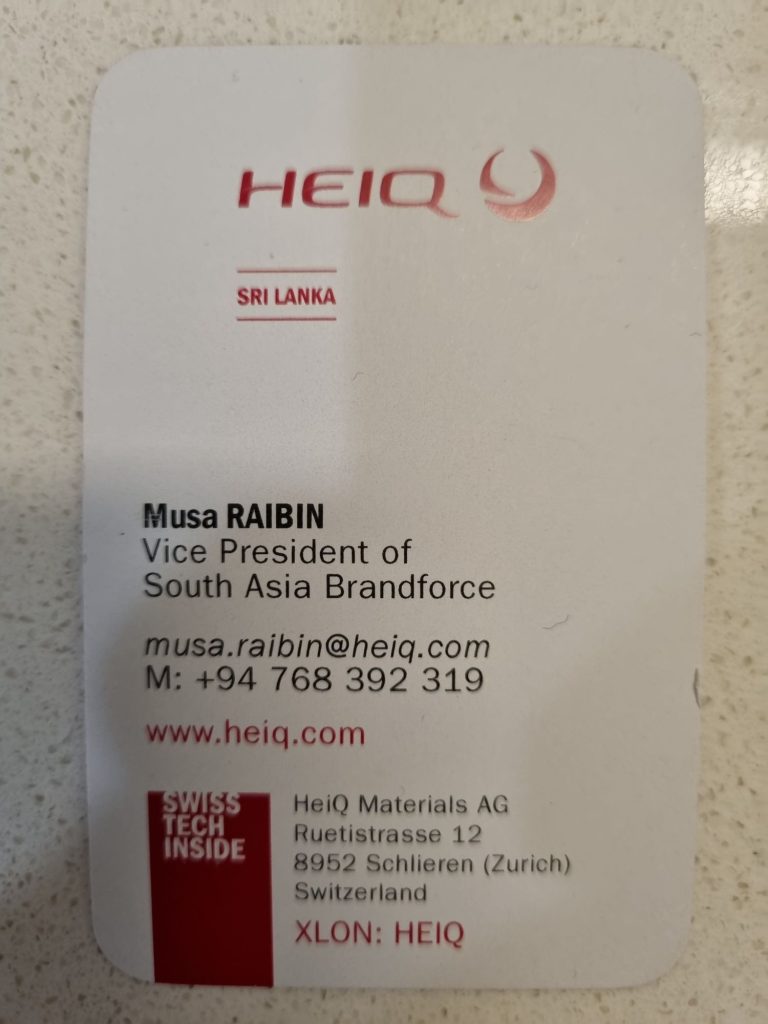 HEIQ
SRI LANKA
Musa RAIBIN
Vice President of
South Asia Brandforce
musa.raibin@heiq.com
M: +94 768 392 319
www.heiq.com
SWISS
TECH
INSIDE
HeiQ Materials AG
Ruetistrasse 12
8952 Schlieren (Zurich)
Switzerland
XLON: HEIQ